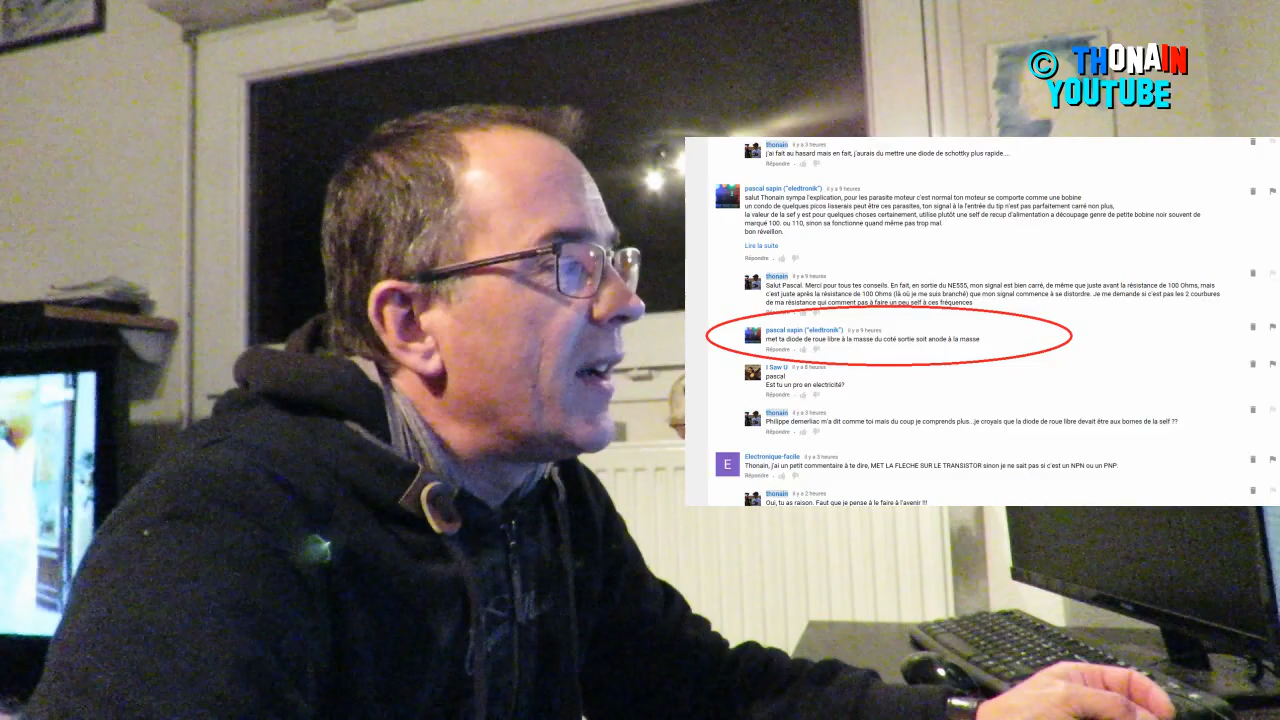 © THONAIN
YOUTUBE
thonain il y a 3 heures
j'ai fait au hasard mais en fait, j'aurais du mettre une diode de schottky plus rapide....
Répondre
pascal sapin ("eledtronik") il y a 9 heures
salut Thonain sympa l'explication, pour les parasite moteur c'est normal ton moteur se comporte comme une bobine
un condo de quelques picos lisserais peut être ces parasites, ton signal à la l'entrée du tip n'est pas parfaitement carré non plus,
la valeur de la sef y est pour quelques choses certainement, utilise plutôt une self de recup d'alimentation a découpage genre de petite bobine noir souvent de
marqué 100. ou 110, sinon sa fonctionne quand même pas trop mal.
bon réveillon.
Lire la suite
Répondre
thonain il y a 9 heures
Salut Pascal. Merci pour tous tes conseils. En fait, en sortie du NE555, mon signal est bien carré, de même que juste avant la résistance de 100 Ohms, mais
c'est juste après la résistance de 100 Ohms (là où je me suis branché) que mon signal commence à se distordre. Je me demande si c'est pas les 2 courbures
de ma résistance qui comment pas à faire un peu self à ces fréquences
Répondre
pascal sapin ("eledtronik") il y a 9 heures
met ta diode de roue libre à la masse du coté sortie soit anode à la masse
Répondre
I Saw U il y a 8 heures
pascal
Est tu un pro en electricité?
Répondre
thonain il y a 3 heures
Philippe demerliac m'a dit comme toi mais du coup je comprends plus...je croyais que la diode de roue libre devait être aux bornes de la self ??
Répondre
E
Electronique-facile il y a 3 heures
Thonain, j'ai un petit commentaire à te dire, MET LA FLECHE SUR LE TRANSISTOR sinon je ne sait pas si c'est un NPN ou un PNP.
Répondre
thonain il y a 2 heures
Oui, tu as raison. Faut que je pense à le faire à l'avenir !!!